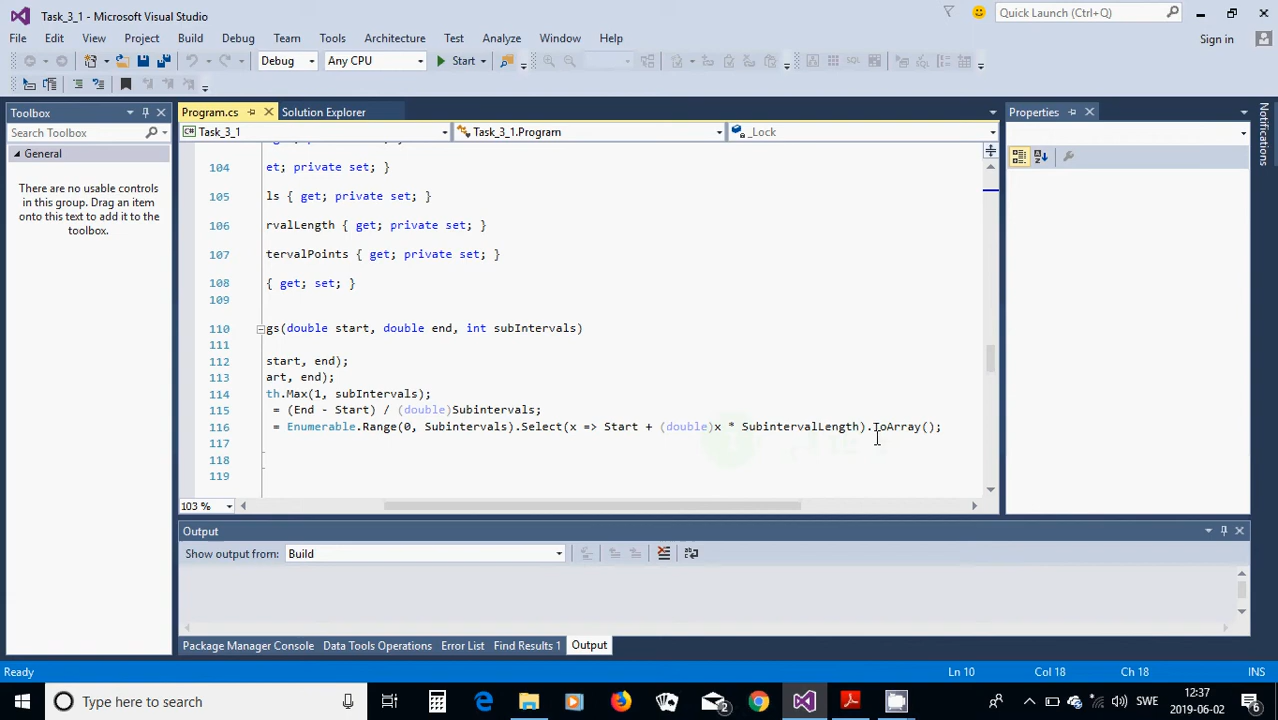 Task_3_1 - Microsoft Visual Studio
Quick Launch (Ctrl+Q)
File Edit View Project Build Debug Team Tools Architecture Test Analyze Window Help
Sign in
Debug Any CPU Start
Toolbox
Program.cs Solution Explorer
Properties
Notifications
Search Toolbox
Task_3_1 Task_3_1.Program _Lock
General
There are no usable controls
in this group. Drag an item
onto this text to add it to the
toolbox.
104 et; private set; }
105 ls { get; private set; }
106 rvalLength { get; private set; }
107 tervalPoints { get; private set; }
108 { get; set; }
109
110 gs(double start, double end, int subIntervals)
111
112 start, end);
113 art, end);
114 th.Max(1, subIntervals);
115 = (End - Start) / (double)Subintervals;
116 = Enumerable.Range(0, Subintervals).Select(x => Start + (double)x * SubintervalLength).ToArray();
117
118
119
103 %
Output
Show output from: Build
Package Manager Console Data Tools Operations Error List Find Results 1 Output
Ready Ln 10 Col 18 Ch 18 INS
Type here to search
2
SWE
12:37
2019-06-02
6